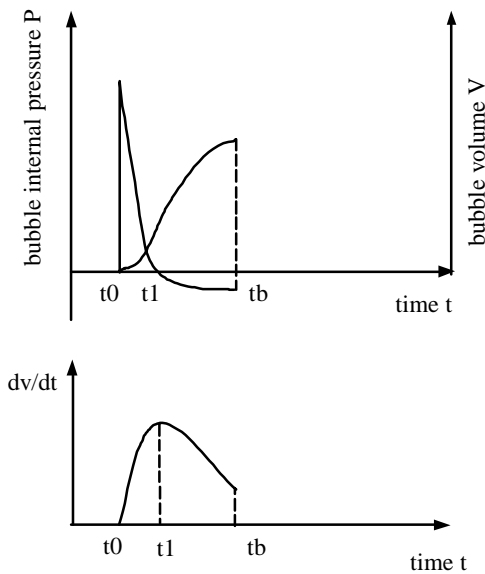 bubble internal pressure P
bubble volume V
t0 t1 tb
time t
dv/dt
t0 t1 tb
time t